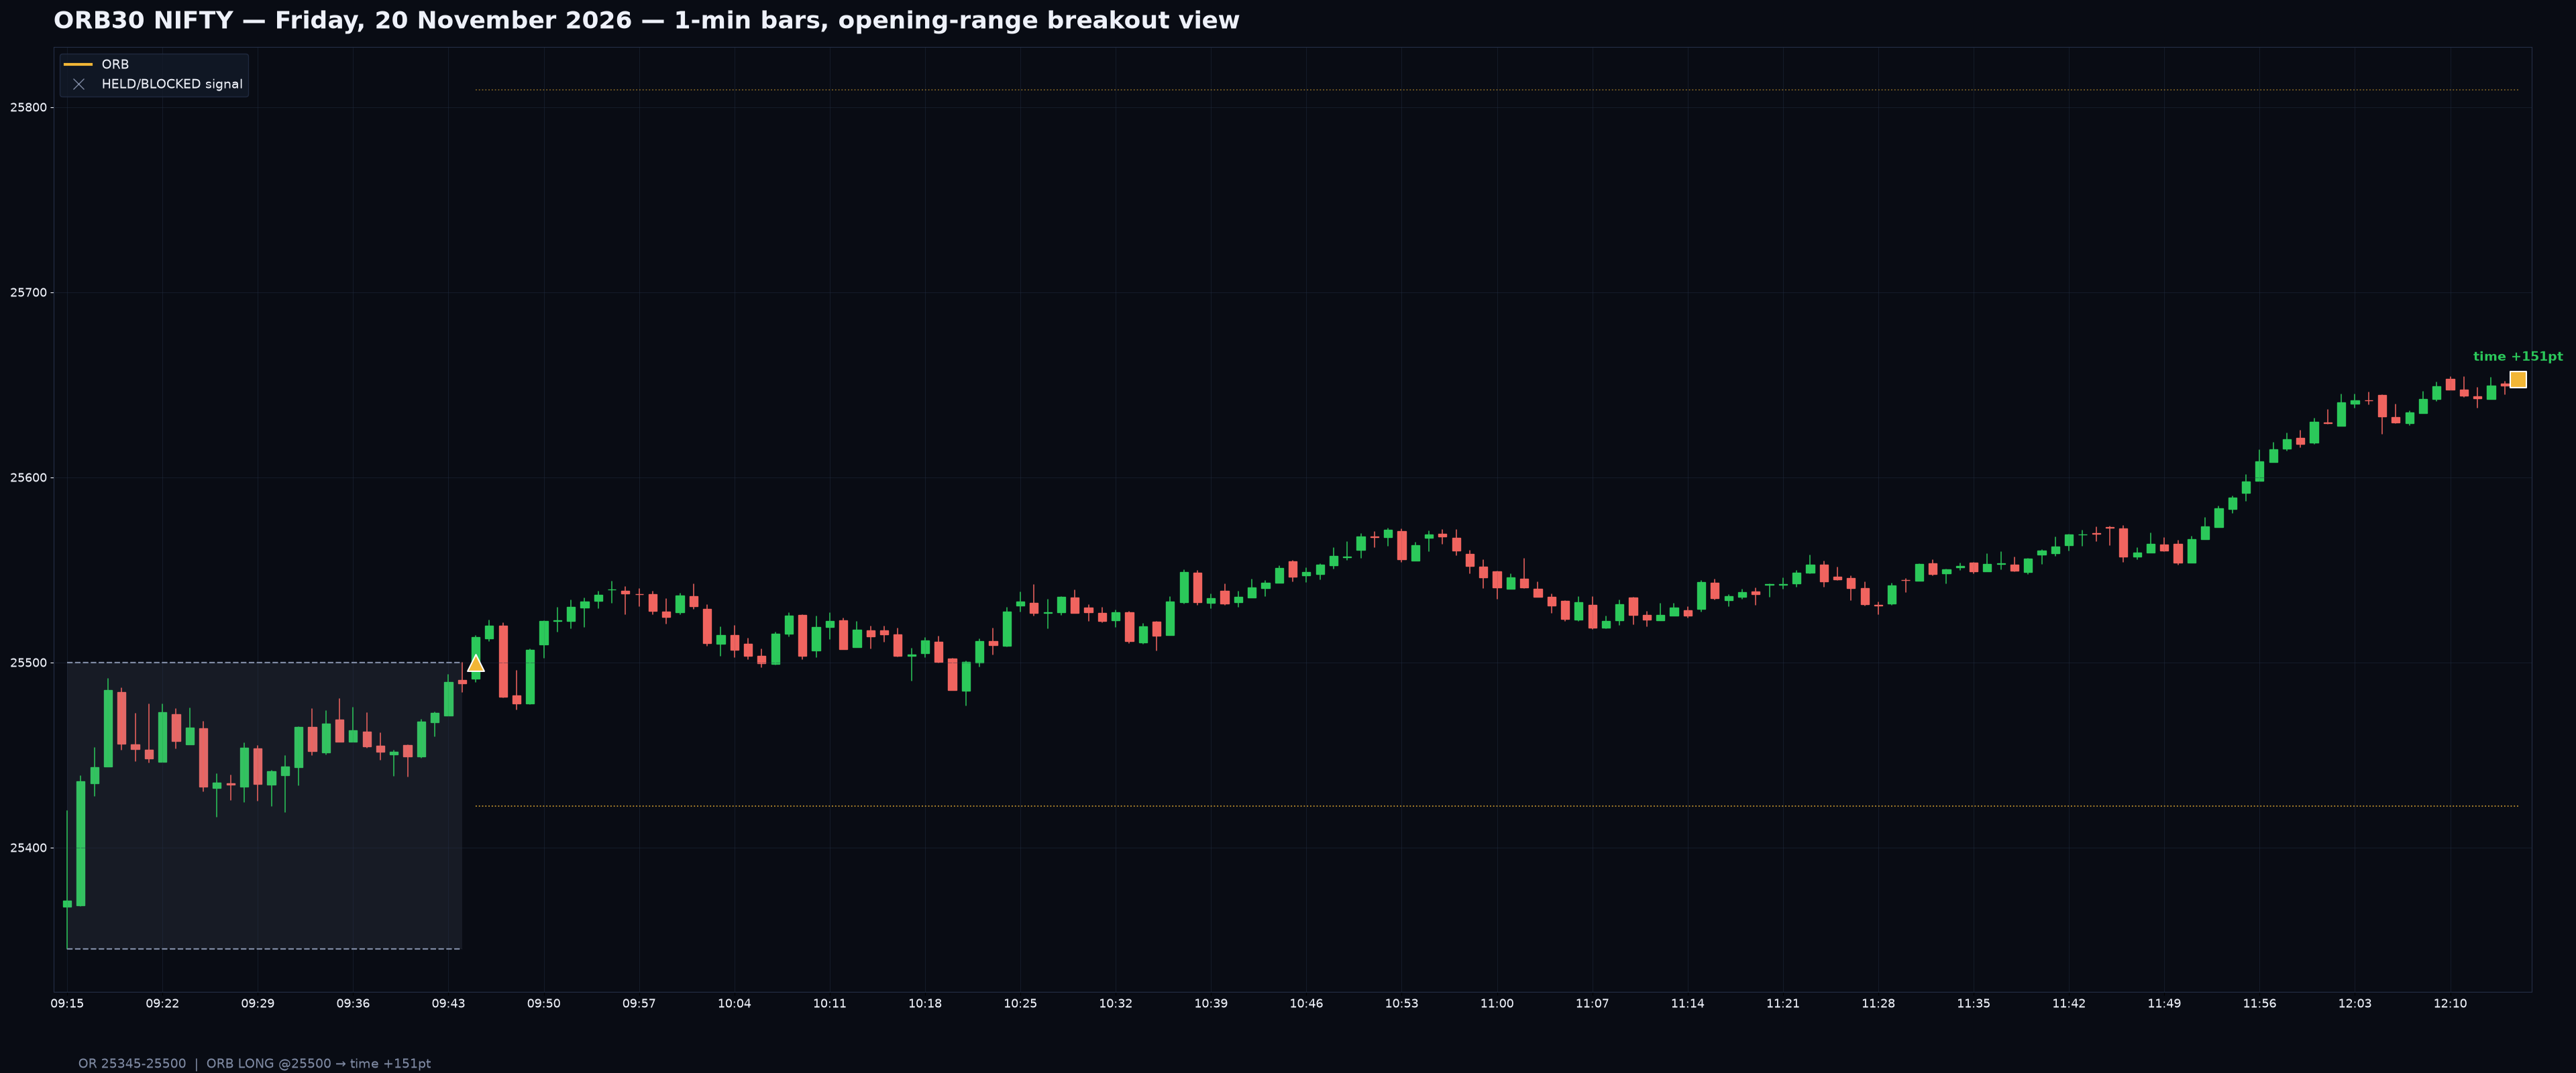 ORB30 NIFTY — Friday, 20 November 2026 — 1-min bars, opening-range breakout view
ORB
HELD/BLOCKED signal
25800
25700
25600
25500
25400
time +151pt
09:15 09:22 09:29 09:36 09:43 09:50 09:57 10:04 10:11 10:18 10:25 10:32 10:39 10:46 10:53 11:00 11:07 11:14 11:21 11:28 11:35 11:42 11:49 11:56 12:03 12:10
OR 25345-25500 | ORB LONG @25500 → time +151pt